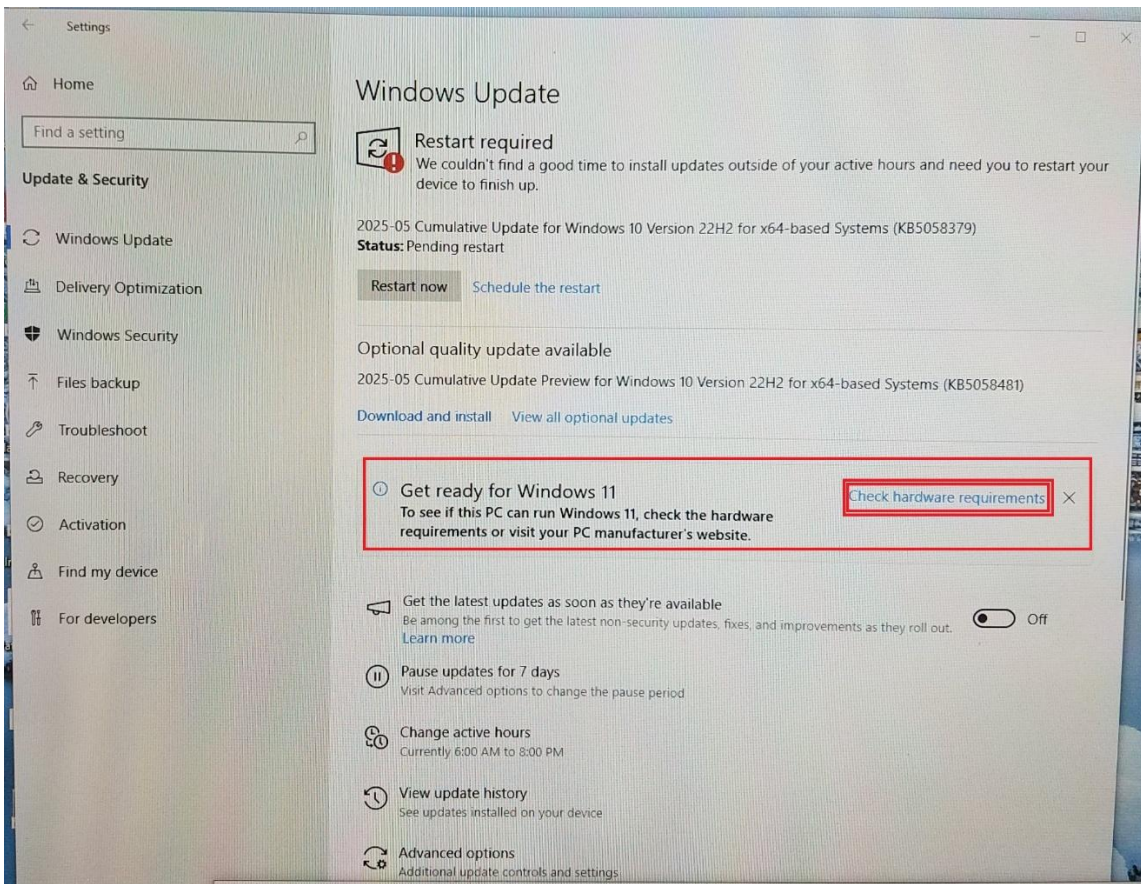 Settings
Home
Find a setting
Update & Security
Windows Update
Delivery Optimization
Windows Security
Files backup
Troubleshoot
Recovery
Activation
Find my device
For developers
Windows Update
Restart required
We couldn't find a good time to install updates outside of your active hours and need you to restart your
device to finish up.
2025-05 Cumulative Update for Windows 10 Version 22H2 for x64-based Systems (KB5058379)
Status: Pending restart
Restart now Schedule the restart
Optional quality update available
2025-05 Cumulative Update Preview for Windows 10 Version 22H2 for x64-based Systems (KB5058481)
Download and install View all optional updates
Get ready for Windows 11
To see if this PC can run Windows 11, check the hardware
requirements or visit your PC manufacturer's website.
Check hardware requirements
Get the latest updates as soon as they're available
Be among the first to get the latest non-security updates, fixes, and improvements as they roll out.
Learn more
Off
Pause updates for 7 days
Visit Advanced options to change the pause period
Change active hours
Currently 6:00 AM to 8:00 PM
View update history
See updates installed on your device
Advanced options
Additional update controls and settings